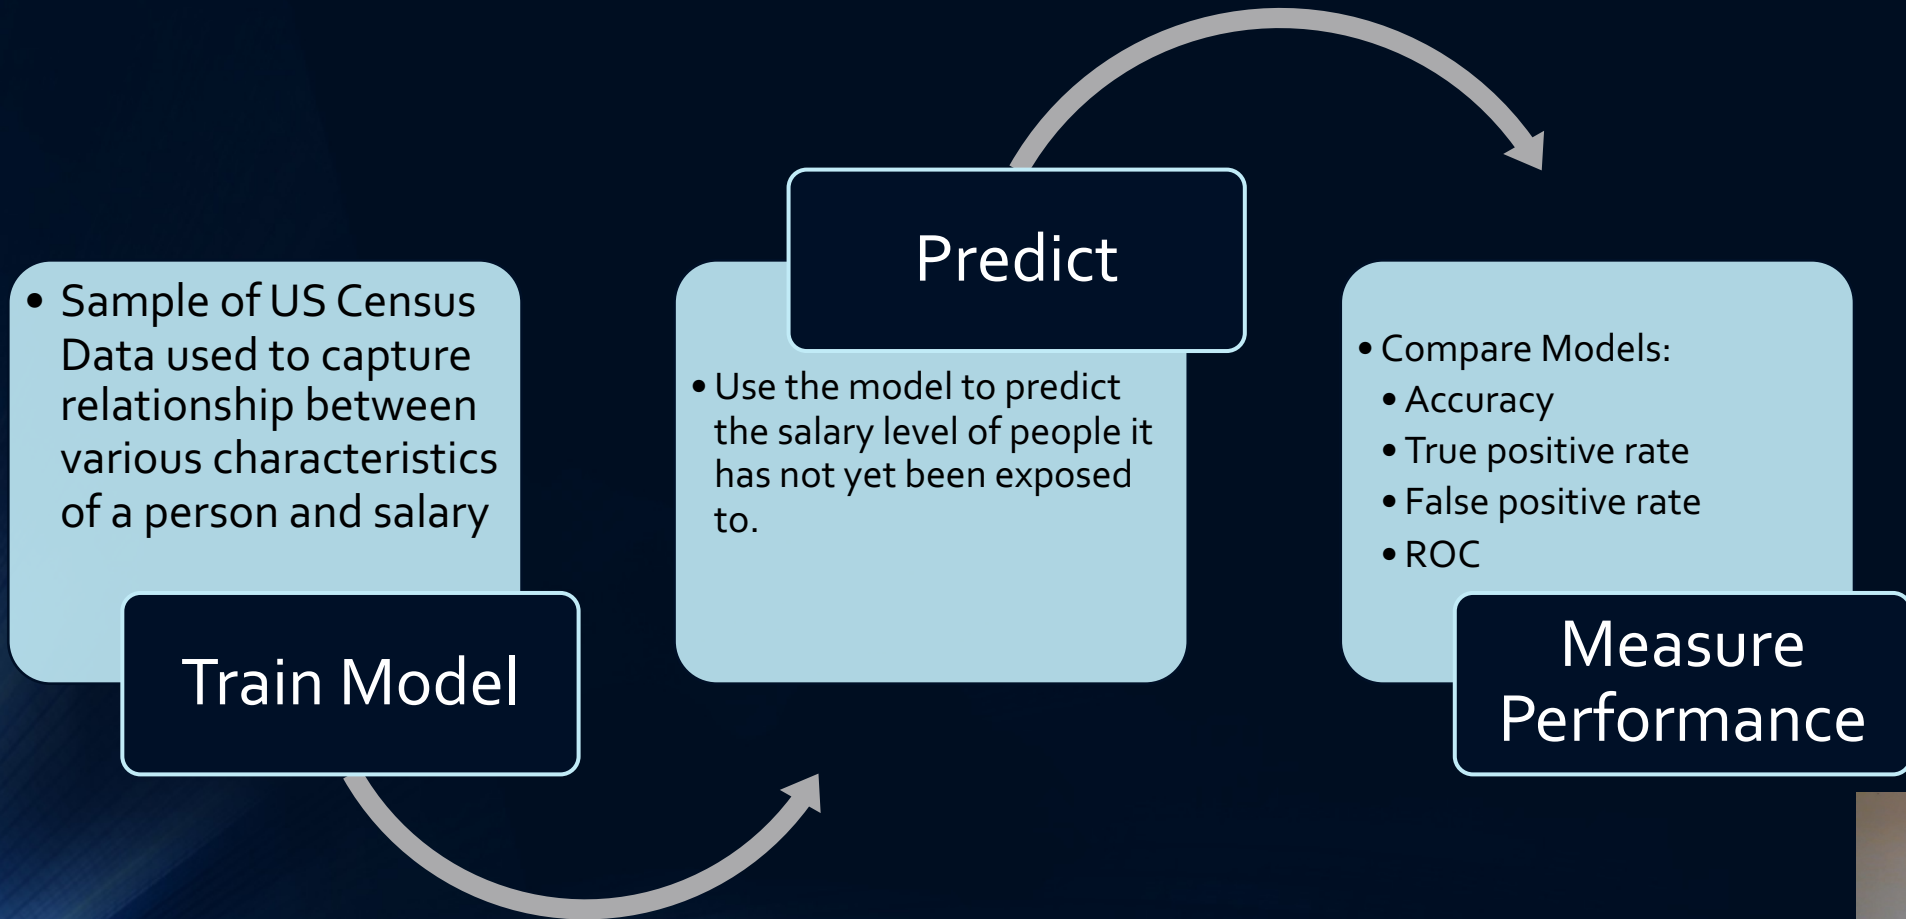 • Sample of US Census
Data used to capture
relationship between
various characteristics
of a person and salary
Train Model
Predict
• Use the model to predict
the salary level of people it
has not yet been exposed
to.
• Compare Models:
• Accuracy
• True positive rate
• False positive rate
• ROC
Measure
Performance